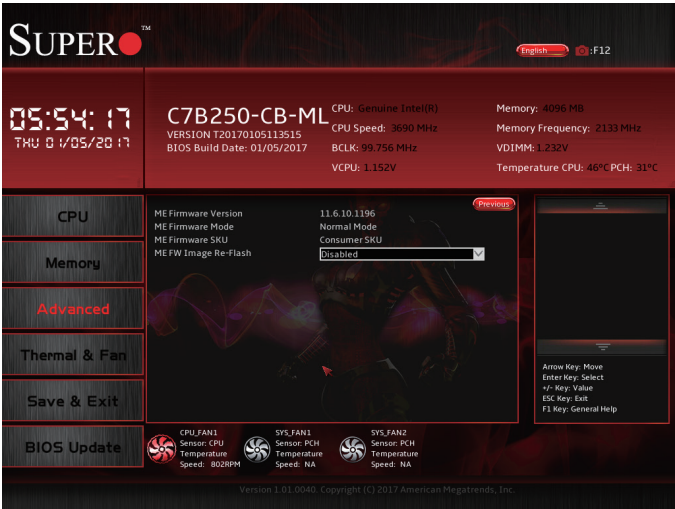 SUPER TM
English :F12
05:54:17
THU 01/05/2017
C7B250-CB-ML
VERSION T20170105113515
BIOS Build Date: 01/05/2017
CPU: Genuine Intel(R)
CPU Speed: 3690 MHz
BCLK: 99.756 MHz
VCPU: 1.152V
Memory: 4096 MB
Memory Frequency: 2133 MHz
VDIMM: 1.232V
Temperature CPU: 46°C PCH: 31°C
CPU
Memory
Advanced
Thermal & Fan
Save & Exit
BIOS Update
Previous
ME Firmware Version 11.6.10.1196
ME Firmware Mode Normal Mode
ME Firmware SKU Consumer SKU
ME FW Image Re-Flash Disabled
Arrow Key: Move
Enter Key: Select
+/- Key: Value
ESC Key: Exit
F1 Key: General Help
CPU_FAN1
Sensor: CPU
Temperature
Speed: 802RPM
SYS_FAN1
Sensor: PCH
Temperature
Speed: NA
SYS_FAN2
Sensor: PCH
Temperature
Speed: NA
Version 1.01.0040. Copyright (C) 2017 American Megatrends, Inc.